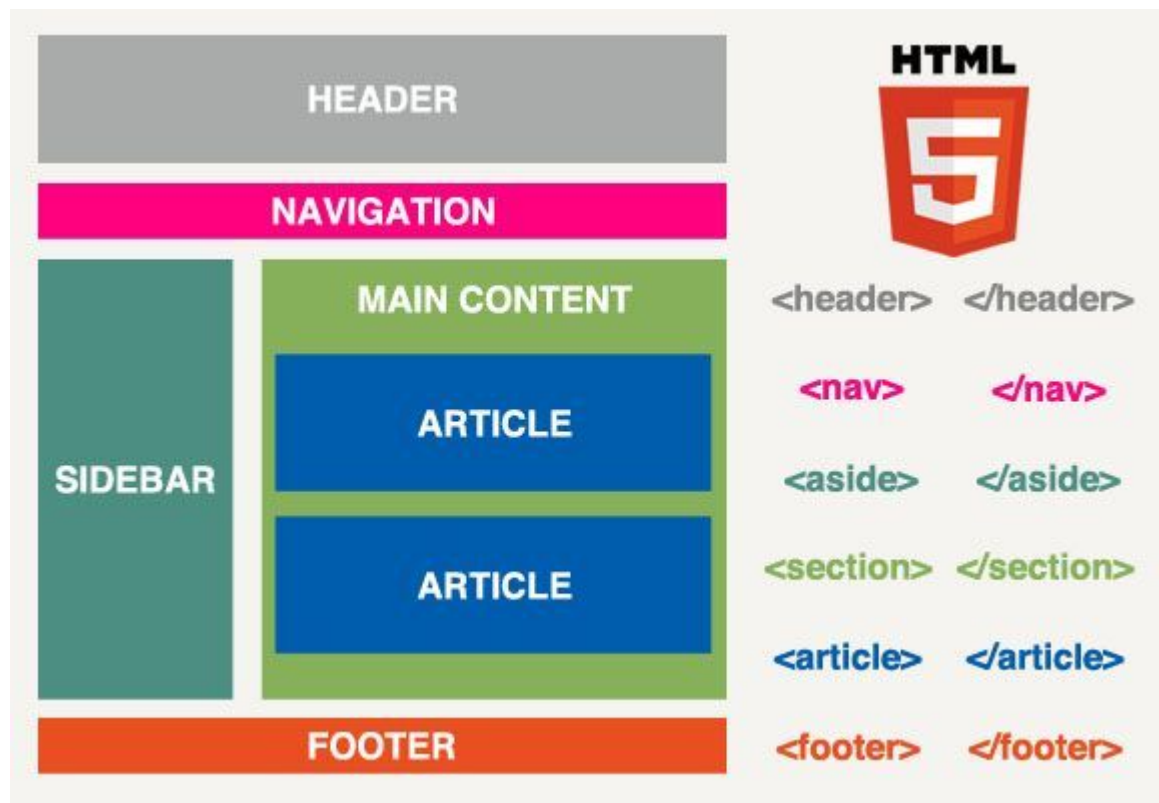 HEADER
NAVIGATION
SIDEBAR
MAIN CONTENT
ARTICLE
ARTICLE
FOOTER
HTML
5
<header> </header>
<nav> </nav>
<aside> </aside>
<section> </section>
<article> </article>
<footer> </footer>